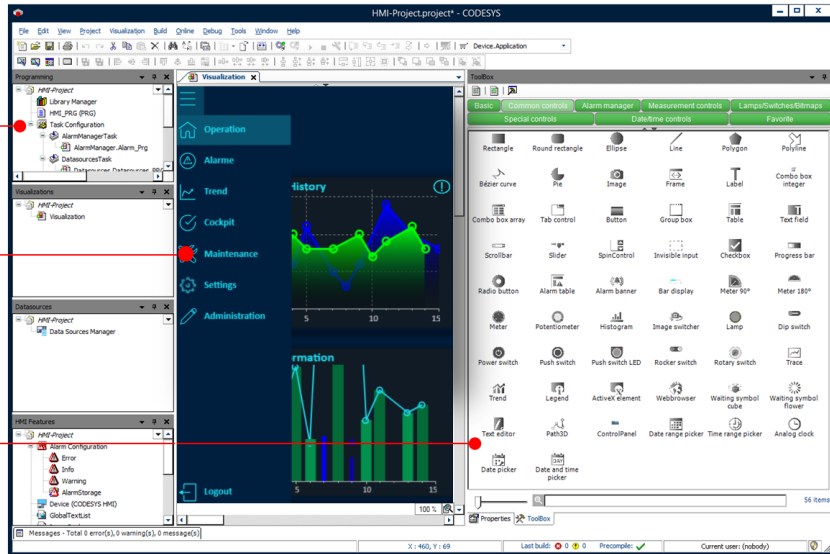 HMI-Project.project* - CODESYS
File Edit View Project Visualization Build Online Debug Tools Window Help
Device.Application
Programming
HMI-Project
Library Manager
HMI_PRG (PRG)
Task Configuration
AlarmManagerTask
AlarmManager.Alarm_Prg
DatasourcesTask
Datasources.Datasources_PRG
Visualizations
HMI-Project
Visualization
Datasources
HMI-Project
Data Sources Manager
HMI Features
HMI-Project
Alarm Configuration
Error
Info
Warning
AlarmStorage
Device (CODESYS HMI)
GlobalTextList
Visualization
Operation
Alarme
Trend
Cockpit
Maintenance
Settings
Administration
Logout
History
5 10 15
ormation
5 10 15
100 %
ToolBox
Basic Common controls Alarm manager Measurement controls Lamps/Switches/Bitmaps
Special controls Date/time controls Favorite
Rectangle Round rectangle Ellipse Line Polygon Polyline
Bézier curve Pie Image Frame Label Combo box integer
Combo box array Tab control Button Group box Table Text field
Scrollbar Slider SpinControl Invisible input Checkbox Progress bar
Radio button Alarm table Alarm banner Bar display Meter 90° Meter 180°
Meter Potentiometer Histogram Image switcher Lamp Dip switch
Power switch Push switch Push switch LED Rocker switch Rotary switch Trace
Trend Legend ActiveX element Webbrowser Waiting symbol cube Waiting symbol flower
Text editor Path3D ControlPanel Date range picker Time range picker Analog clock
Date picker Date and time picker
56 items
Properties ToolBox
Messages - Total 0 error(s), 0 warning(s), 0 message(s)
X : 460, Y : 69 Last build: 0 0 Precompile: Current user: (nobody)